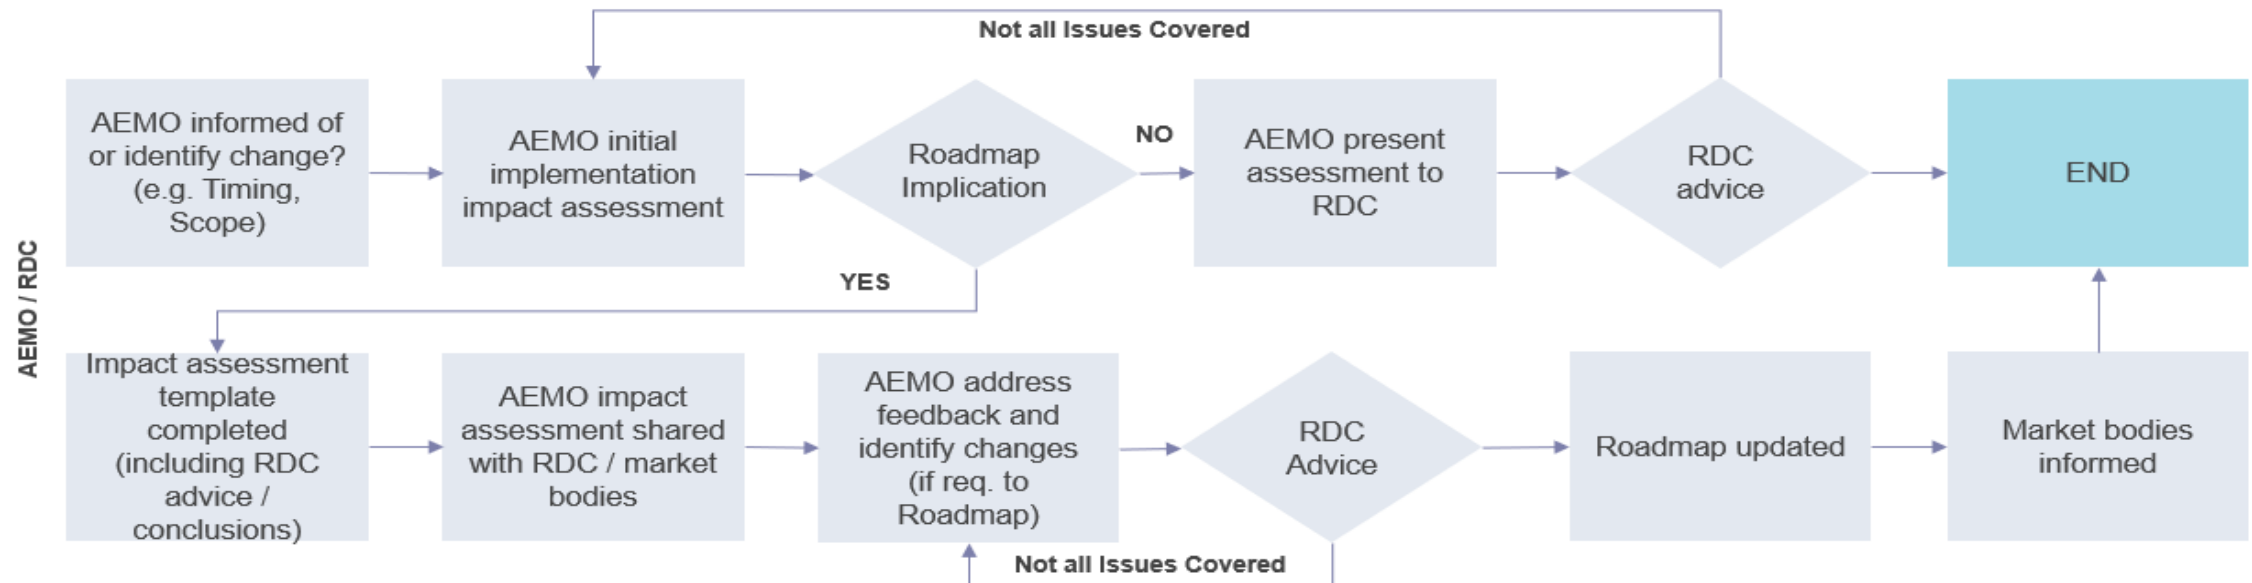 Not all Issues Covered
AEMO informed of
or identify change?
(e.g. Timing,
Scope)
AEMO initial
implementation
impact assessment
Roadmap
Implication
NO
AEMO present
assessment to
RDC
RDC
advice
END
YES
AEMO / RDC
Impact assessment
template
completed
(including RDC
advice /
conclusions)
AEMO impact
assessment shared
with RDC / market
bodies
AEMO address
feedback and
identify changes
(if req. to
Roadmap)
RDC
Advice
Roadmap updated
Market bodies
informed
Not all Issues Covered